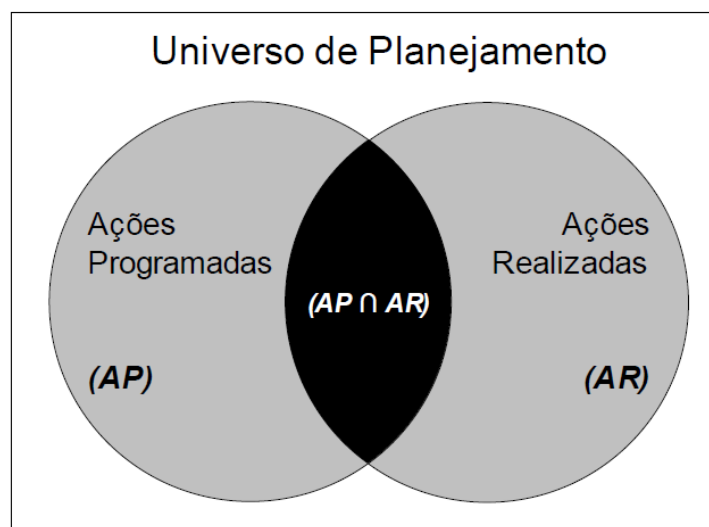 Universo de Planejamento
Ações
Programadas
Ações
Realizadas
(AP ∩ AR)
(AP)
(AR)